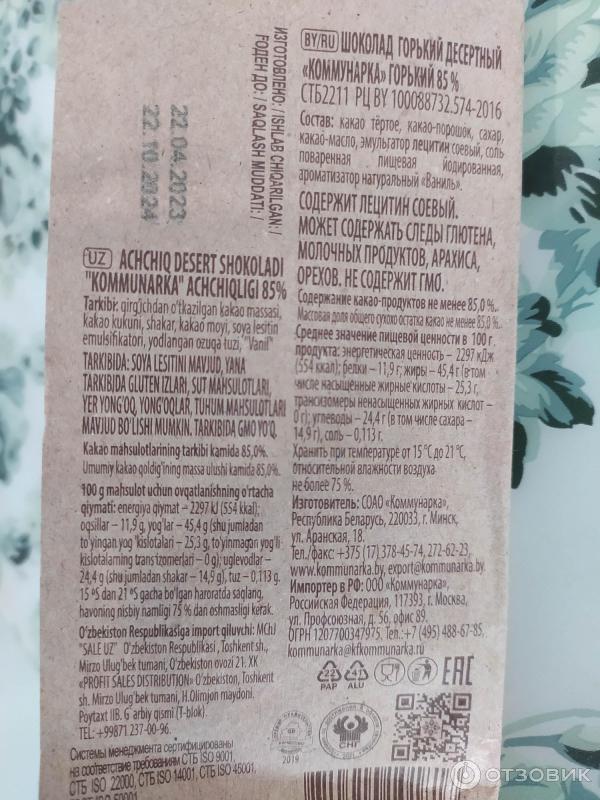 ИЗГОТОВЛЕНО: / ISHLAB CHIQARILGAN: /
ГОДЕН ДО: / SAQLASH MUDDATI: /
22.04.2023
22.10.2024
BY/RU ШОКОЛАД ГОРЬКИЙ ДЕСЕРТНЫЙ
«КОММУНАРКА» ГОРЬКИЙ 85 %
СТБ2211 РЦ BY 100088732.574-2016
Состав: какао тёртое, какао-порошок, сахар,
какао-масло, эмульгатор лецитин соевый, соль
поваренная пищевая йодированная,
ароматизатор натуральный «Ваниль».
СОДЕРЖИТ ЛЕЦИТИН СОЕВЫЙ.
МОЖЕТ СОДЕРЖАТЬ СЛЕДЫ ГЛЮТЕНА,
МОЛОЧНЫХ ПРОДУКТОВ, АРАХИСА,
ОРЕХОВ. НЕ СОДЕРЖИТ ГМО.
Содержание какао-продуктов не менее 85,0 %.
Массовая доля общего сухого остатка какао не менее 85,0 %.
Среднее значение пищевой ценности в 100 г
продукта: энергетическая ценность – 2297 кДж
(554 ккал); белки – 11,9 г; жиры – 45,4 г (в том
числе насыщенные жирные кислоты – 25,3 г,
трансизомеры ненасыщенных жирных кислот –
0 г); углеводы – 24,4 г (в том числе сахара –
14,9 г), соль – 0,113 г.
Хранить при температуре от 15 °С до 21 °С,
относительной влажности воздуха
не более 75 %.
Изготовитель: СОАО «Коммунарка»,
Республика Беларусь, 220033, г. Минск,
ул. Аранская, 18.
Тел./факс: +375 (17) 378-45-74, 272-62-23,
www.kommunarka.by, export@kommunarka.by
Импортер в РФ: ООО «Коммунарка»,
Российская Федерация, 117393, г. Москва,
ул. Профсоюзная, д. 56, офис 89.
ОГРН 1207700347975. Тел.: +7 (495) 488-67-85,
kommunarka@kfkommunarka.ru
UZ ACHCHIQ DESERT SHOKOLADI
"KOMMUNARKA" ACHCHIQLIGI 85%
Tarkibi: qirg'ichdan o'tkazilgan kakao massasi,
kakao kukuni, shakar, kakao moyi, soya lesitin
emulsifikatori, yodlangan ozuqa tuzi, "Vanil"
TARKIBIDA: SOYA LESITINI MAVJUD, YANA
TARKIBIDA GLUTEN IZLARI, SUT MAHSULOTLARI,
YER YONG'OQ, YONG'OQLAR, TUHUM MAHSULOTLARI
MAVJUD BO'LISHI MUMKIN. TARKIBIDA GMO YO'Q.
Kakao mahsulotlarining tarkibi kamida 85,0%.
Umumiy kakao qoldig'ining massa ulushi kamida 85,0%.
100 g mahsulot uchun ovqatlanishning o'rtacha
qiymati: energiya qiymat – 2297 kJ (554 kkal);
oqsillar – 11,9 g, yog'lar – 45,4 g (shu jumladan
to'yingan yog 'kislotalari – 25,3 g, to'yinmagan yog'li
kislotalarning trans izomerlari – 0 g); uglevodlar –
24,4 g (shu jumladan shakar – 14,9 g), tuz – 0,113 g.
15 °S dan 21 °S gacha bo'lgan haroratda saqlang,
havoning nisbiy namligi 75 % dan oshmasligi kerak.
O'zbekiston Respublikasiga import qiluvchi: MChJ
"SALE UZ" O'zbekiston Respublikasi, Toshkent sh.,
Mirzo Ulug'bek tumani, O'zbekiston ovozi 21. XK
«PROFIT SALES DISTRIBUTION» O'zbekiston, Toshkent
sh. Mirzo Ulug'bek tumani, H.Olimjon maydoni.
Poytaxt IIB. G'arbiy qismi (T-blok).
TEL: +99871 237-00-96.
Системы менеджмента сертифицированы
на соответствие требованиям СТБ ISO 9001,
СТБ ISO 22000, СТБ ISO 14001, СТБ ISO 45001,
22 PAP
41 ALU
EAC
2019
СНГ
ОТЗОВИК